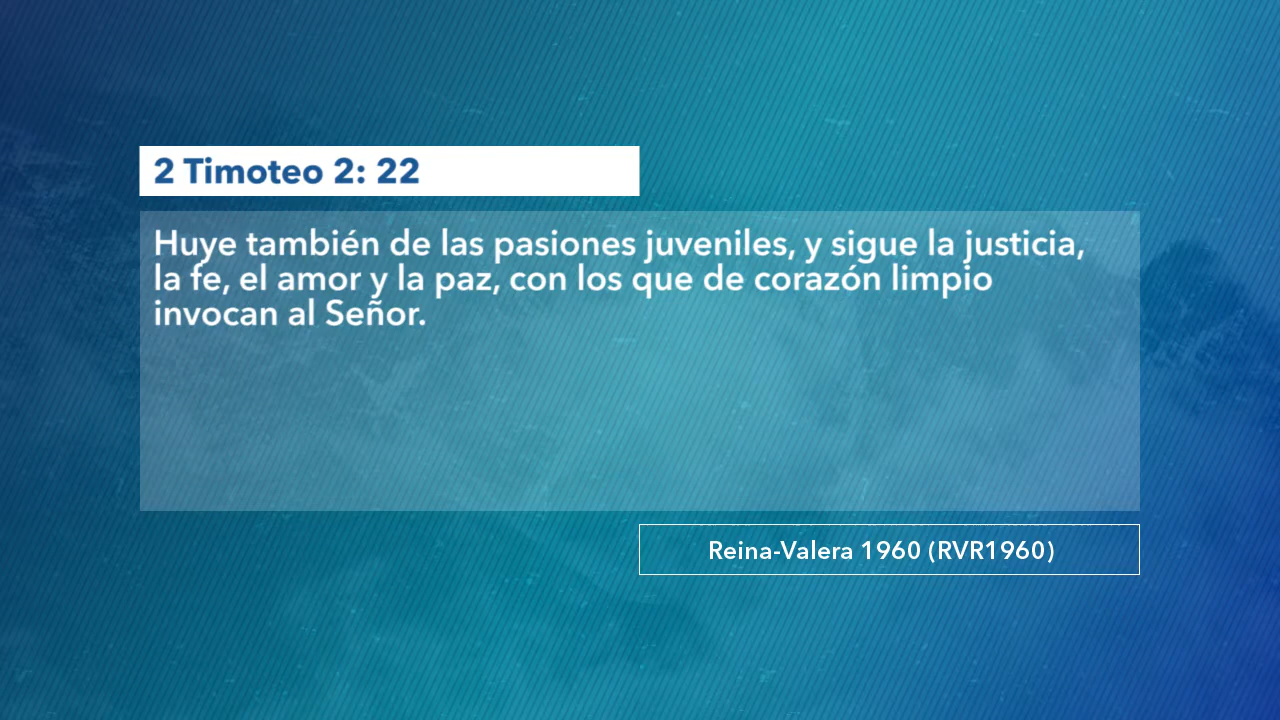 2 Timoteo 2: 22
Huye también de las pasiones juveniles, y sigue la justicia,
la fe, el amor y la paz, con los que de corazón limpio
invocan al Señor.
Reina-Valera 1960 (RVR1960)